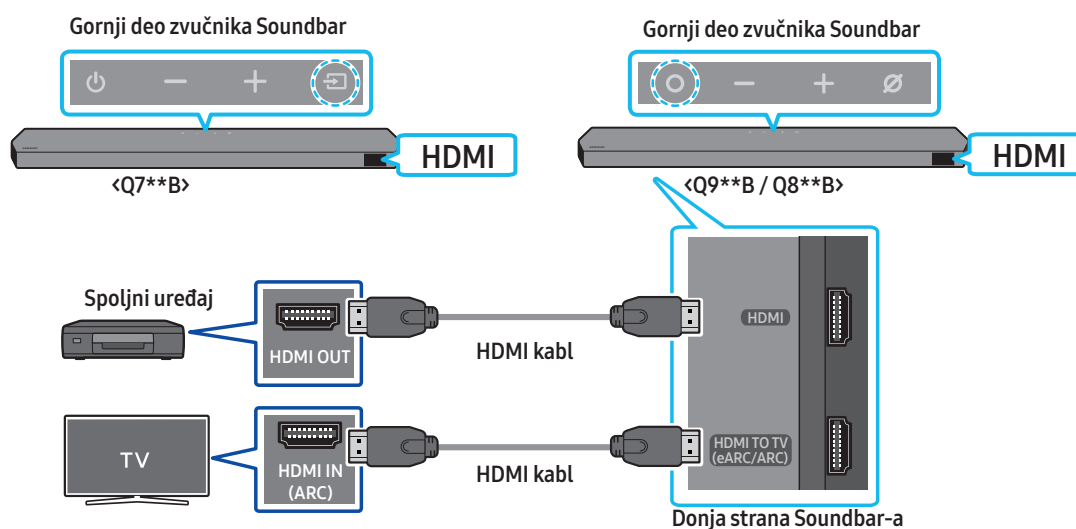 Gornji deo zvučnika Soundbar
HDMI
<Q7**B>
Gornji deo zvučnika Soundbar
HDMI
<Q9**B / Q8**B>
Spoljni uređaj
HDMI OUT
HDMI kabl
HDMI
TV
HDMI IN
(ARC)
HDMI kabl
HDMI TO TV
(eARC/ARC)
Donja strana Soundbar-a